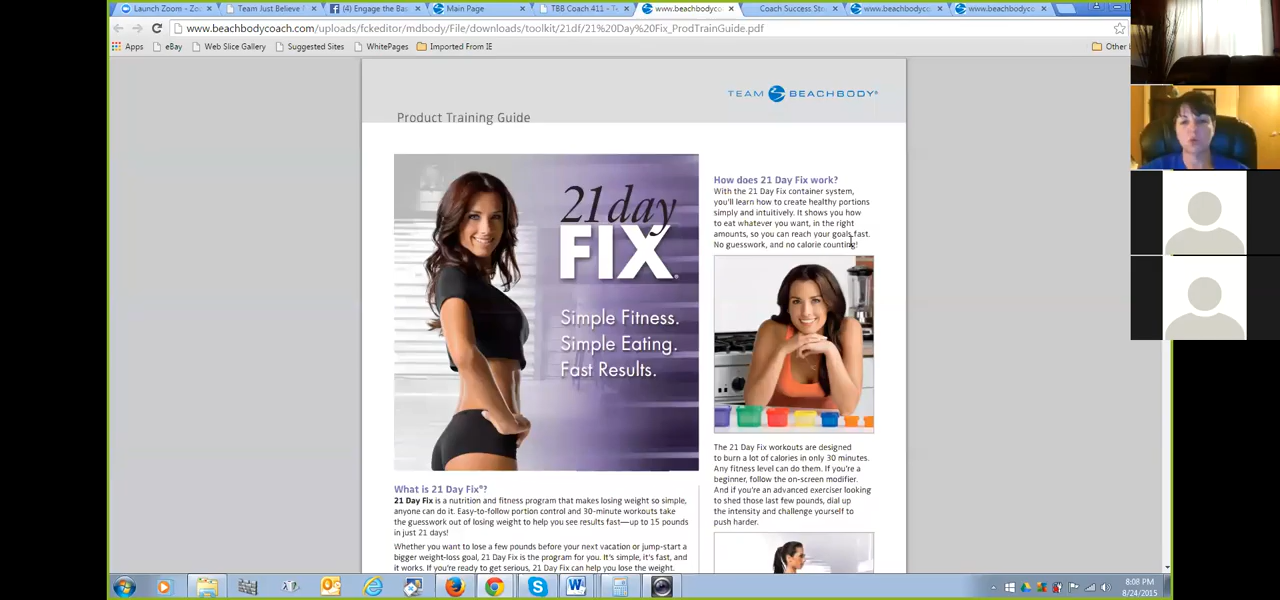 Launch Zoom - Zo
Team Just Believe
(4) Engage the Bas
Main Page
TBB Coach 411 - T
www.beachbodyco
Coach Success Stra
www.beachbodyco
www.beachbodyco
www.beachbodycoach.com/uploads/fckeditor/mdbody/File/downloads/toolkit/21df/21%20Day%20Fix_ProdTrainGuide.pdf
Apps eBay Web Slice Gallery Suggested Sites WhitePages Imported From IE
Other
TEAM BEACHBODY®
Product Training Guide
21 day
FIX®
Simple Fitness.
Simple Eating.
Fast Results.
What is 21 Day Fix®?
21 Day Fix is a nutrition and fitness program that makes losing weight so simple,
anyone can do it. Easy-to-follow portion control and 30-minute workouts take
the guesswork out of losing weight to help you see results fast—up to 15 pounds
in just 21 days!
Whether you want to lose a few pounds before your next vacation or jump-start a
bigger weight-loss goal, 21 Day Fix is the program for you. It's simple, it's fast, and
it works. If you're ready to get serious, 21 Day Fix can help you lose the weight.
How does 21 Day Fix work?
With the 21 Day Fix container system,
you'll learn how to create healthy portions
simply and intuitively. It shows you how
to eat whatever you want, in the right
amounts, so you can reach your goals fast.
No guesswork, and no calorie counting!
The 21 Day Fix workouts are designed
to burn a lot of calories in only 30 minutes.
Any fitness level can do them. If you're a
beginner, follow the on-screen modifier.
And if you're an advanced exerciser looking
to shed those last few pounds, dial up
the intensity and challenge yourself to
push harder.
8:08 PM
8/24/2015